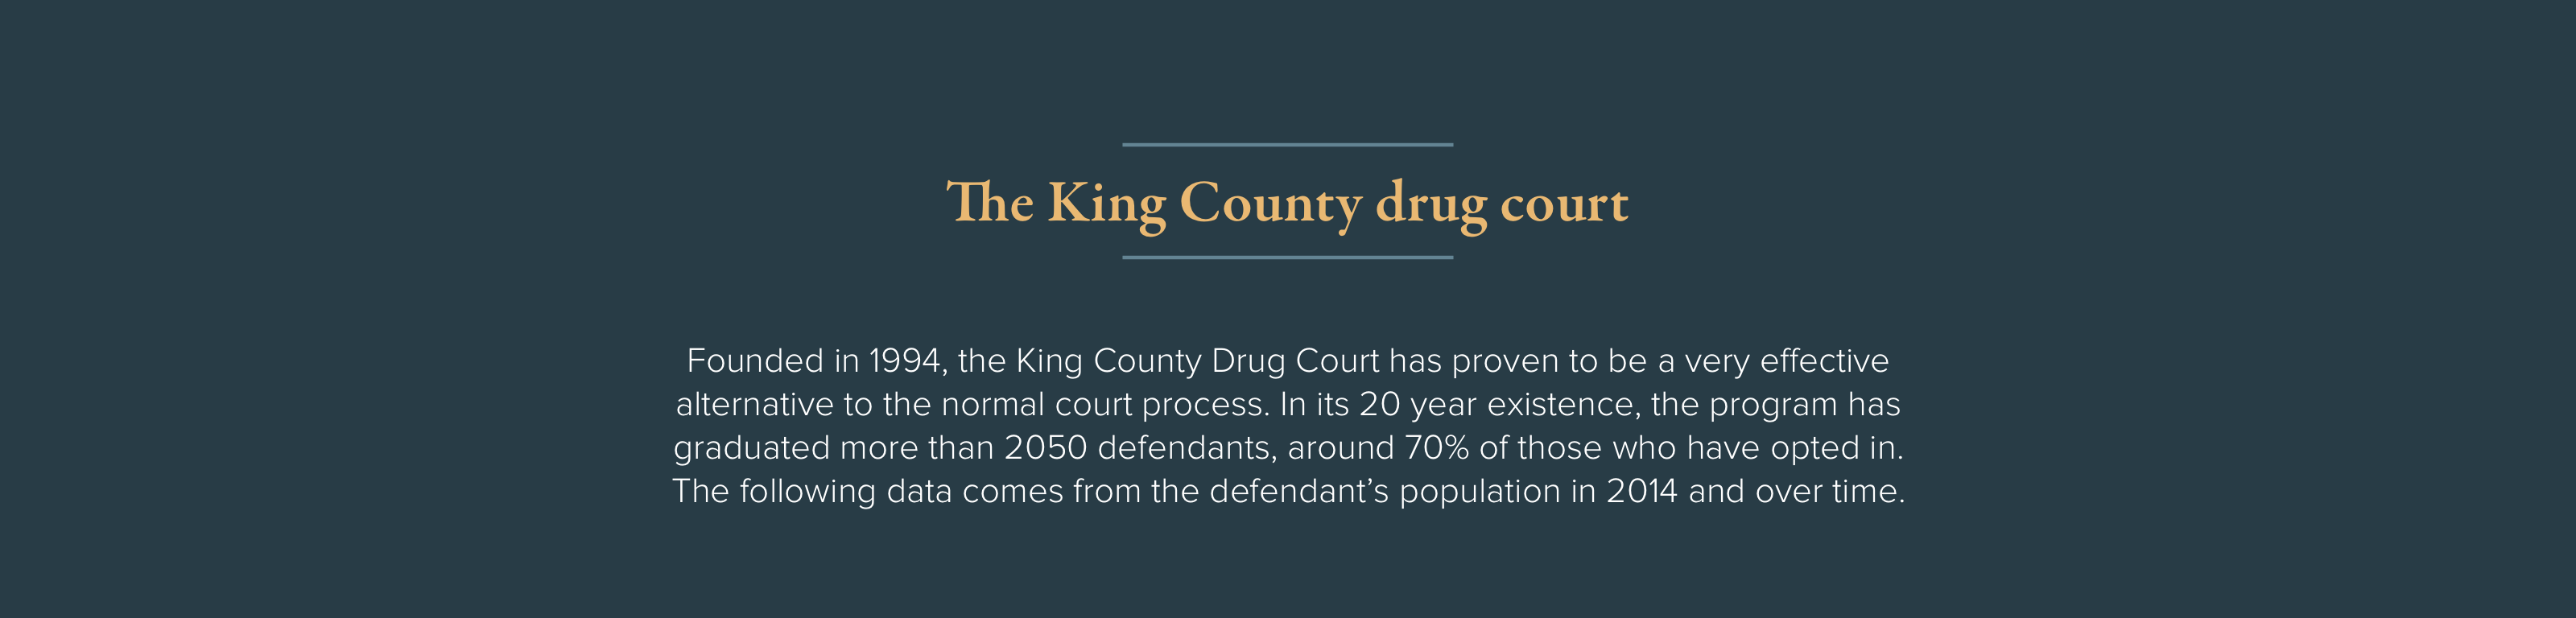 The King County drug court
Founded in 1994, the King County Drug Court has proven to be a very effective
alternative to the normal court process. In its 20 year existence, the program has
graduated more than 2050 defendants, around 70% of those who have opted in.
The following data comes from the defendant’s population in 2014 and over time.